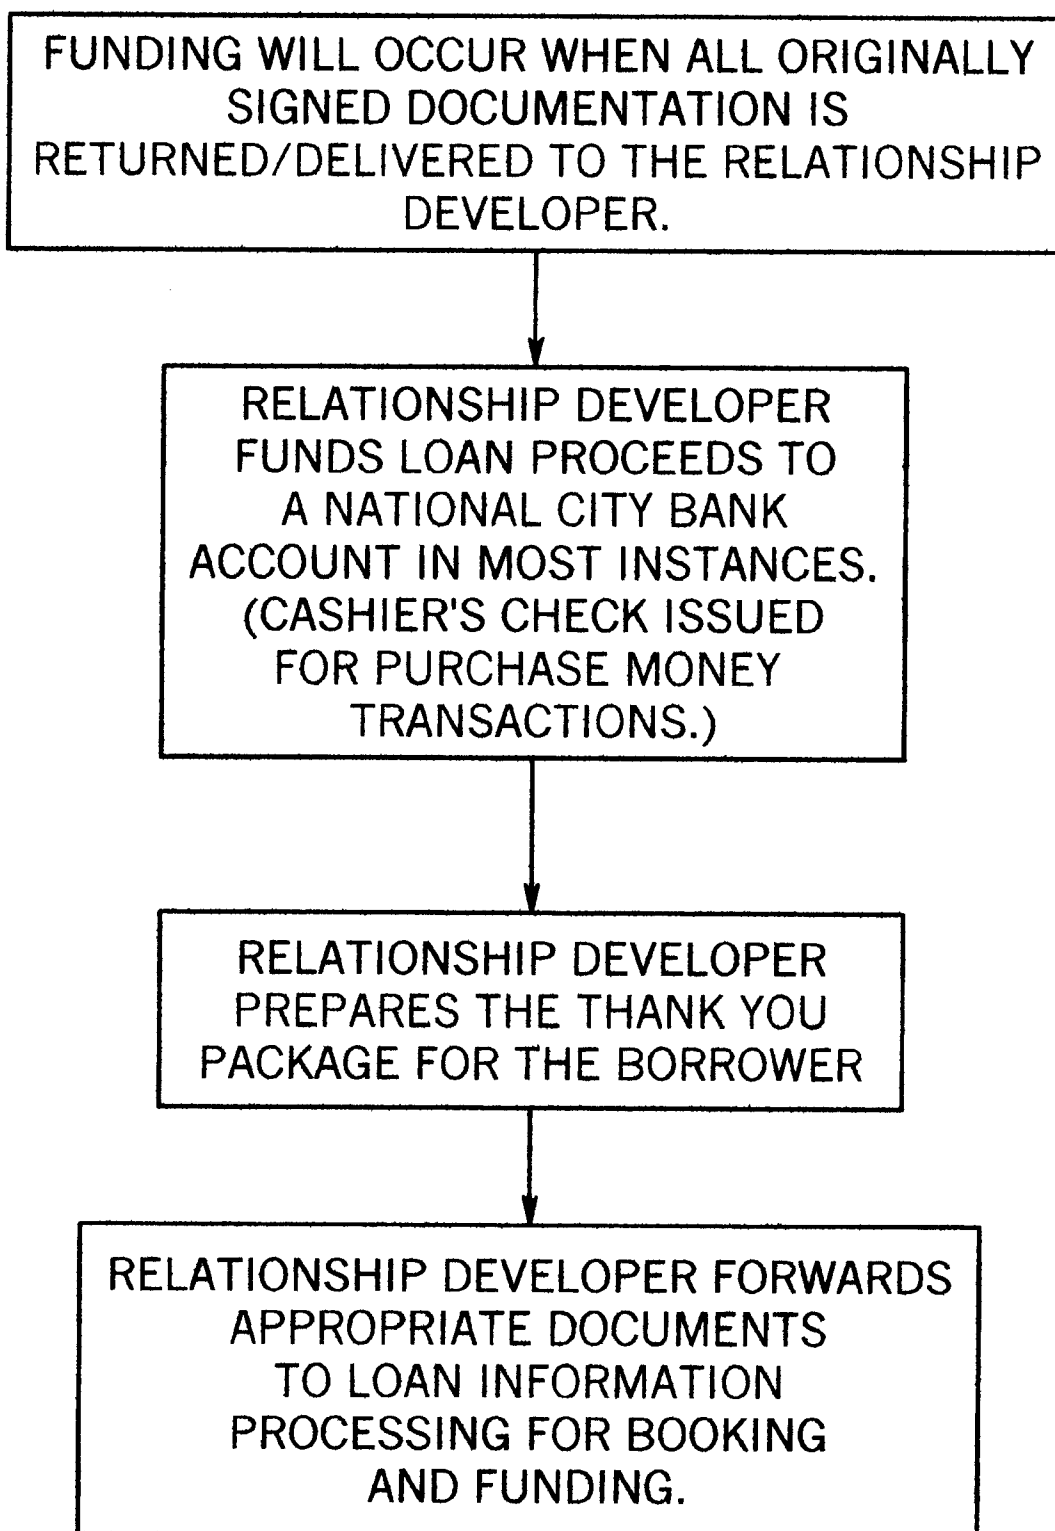 FUNDING WILL OCCUR WHEN ALL ORIGINALLY
SIGNED DOCUMENTATION IS
RETURNED/DELIVERED TO THE RELATIONSHIP
DEVELOPER.
RELATIONSHIP DEVELOPER
FUNDS LOAN PROCEEDS TO
A NATIONAL CITY BANK
ACCOUNT IN MOST INSTANCES.
(CASHIER'S CHECK ISSUED
FOR PURCHASE MONEY
TRANSACTIONS.)
RELATIONSHIP DEVELOPER
PREPARES THE THANK YOU
PACKAGE FOR THE BORROWER
RELATIONSHIP DEVELOPER FORWARDS
APPROPRIATE DOCUMENTS
TO LOAN INFORMATION
PROCESSING FOR BOOKING
AND FUNDING.